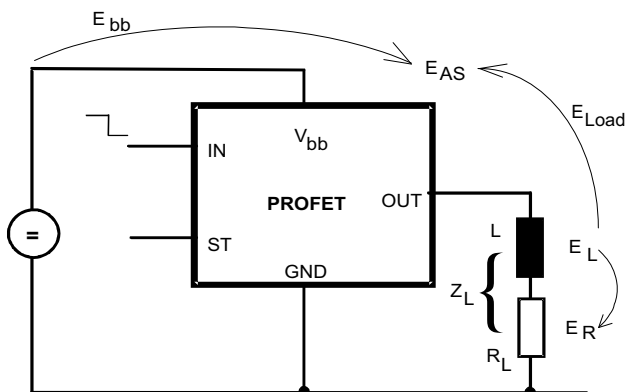 E bb
E AS
E Load
IN
V bb
PROFET
OUT
=
ST
L
E L
GND
Z L {
E R
R L